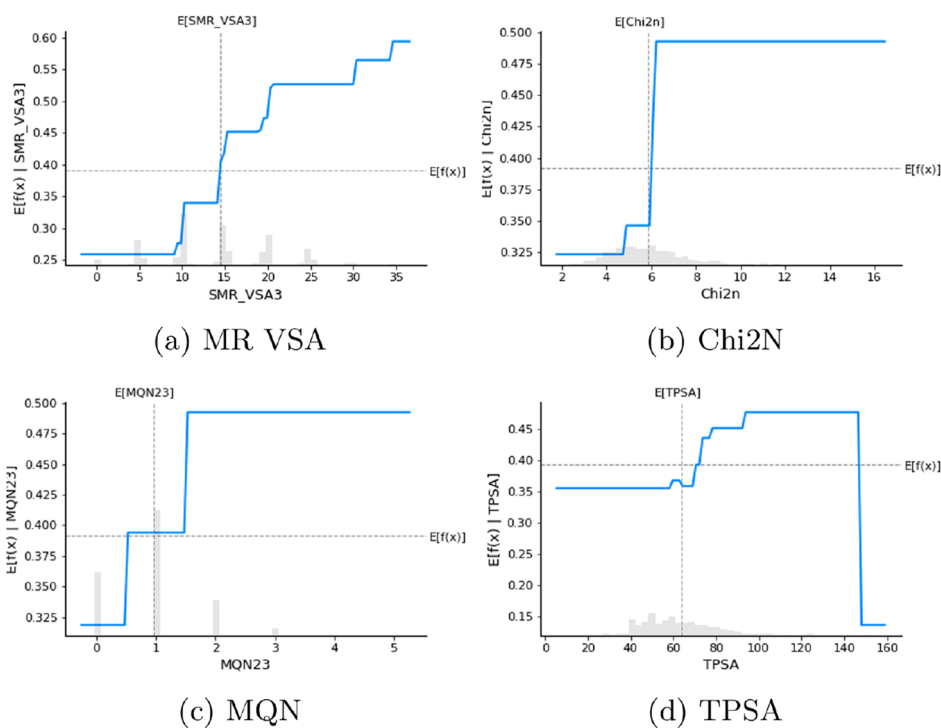 E[SMR_VSA3]
E[f(x) | SMR_VSA3]
0.60
0.55
0.50
0.45
0.40
0.35
0.30
0.25
E[f(x)]
0 5 10 15 20 25 30 35
SMR_VSA3
(a) MR VSA
E[Chi2n]
E[f(x) | Chi2n]
0.500
0.475
0.450
0.425
0.400
0.375
0.350
0.325
E[f(x)]
2 4 6 8 10 12 14 16
Chi2n
(b) Chi2N
E[MQN23]
E[f(x) | MQN23]
0.500
0.475
0.450
0.425
0.400
0.375
0.350
0.325
E[f(x)]
0 1 2 3 4 5
MQN23
(c) MQN
E[TPSA]
E[f(x) | TPSA]
0.45
0.40
0.35
0.30
0.25
0.20
0.15
E[f(x)]
0 20 40 60 80 100 120 140 160
TPSA
(d) TPSA